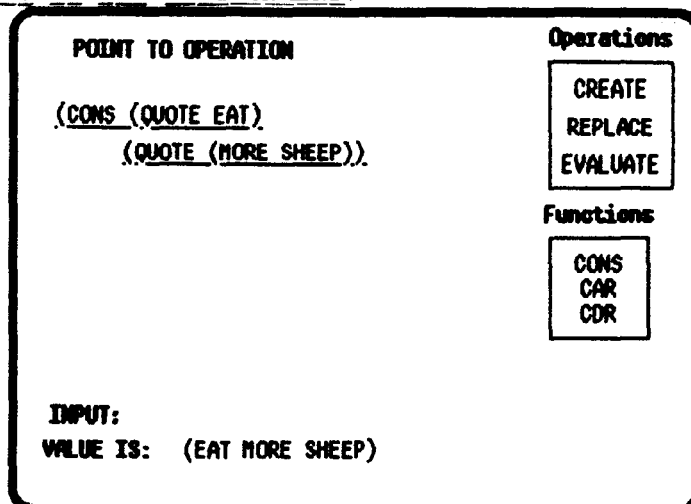 POINT TO OPERATION
(CONS (QUOTE EAT)
(QUOTE (MORE SHEEP))
Operations
CREATE
REPLACE
EVALUATE
Functions
CONS
CAR
CDR
INPUT:
VALUE IS: (EAT MORE SHEEP)